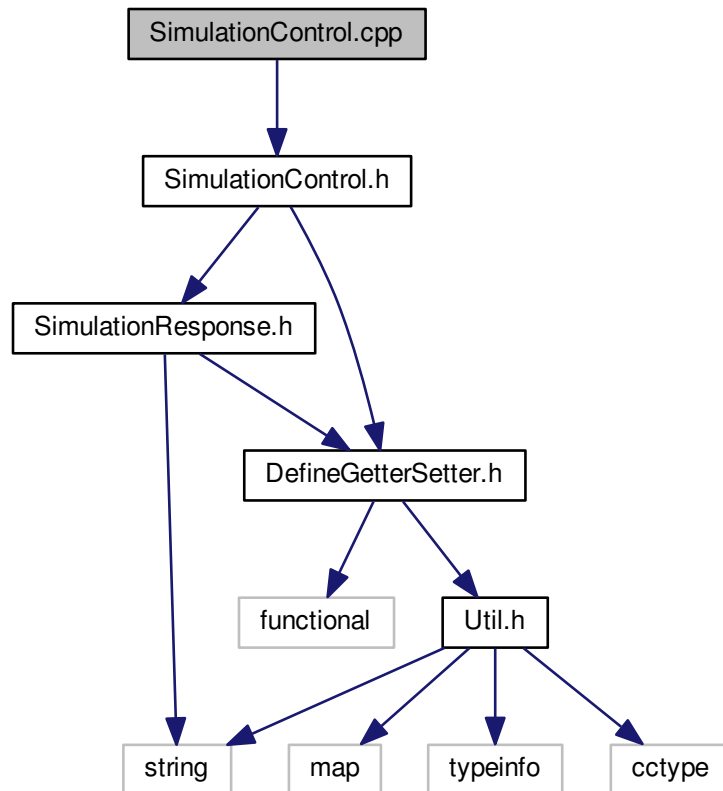 SimulationControl.cpp
SimulationControl.h
SimulationResponse.h
DefineGetterSetter.h
functional
Util.h
string
map
typeinfo
cctype